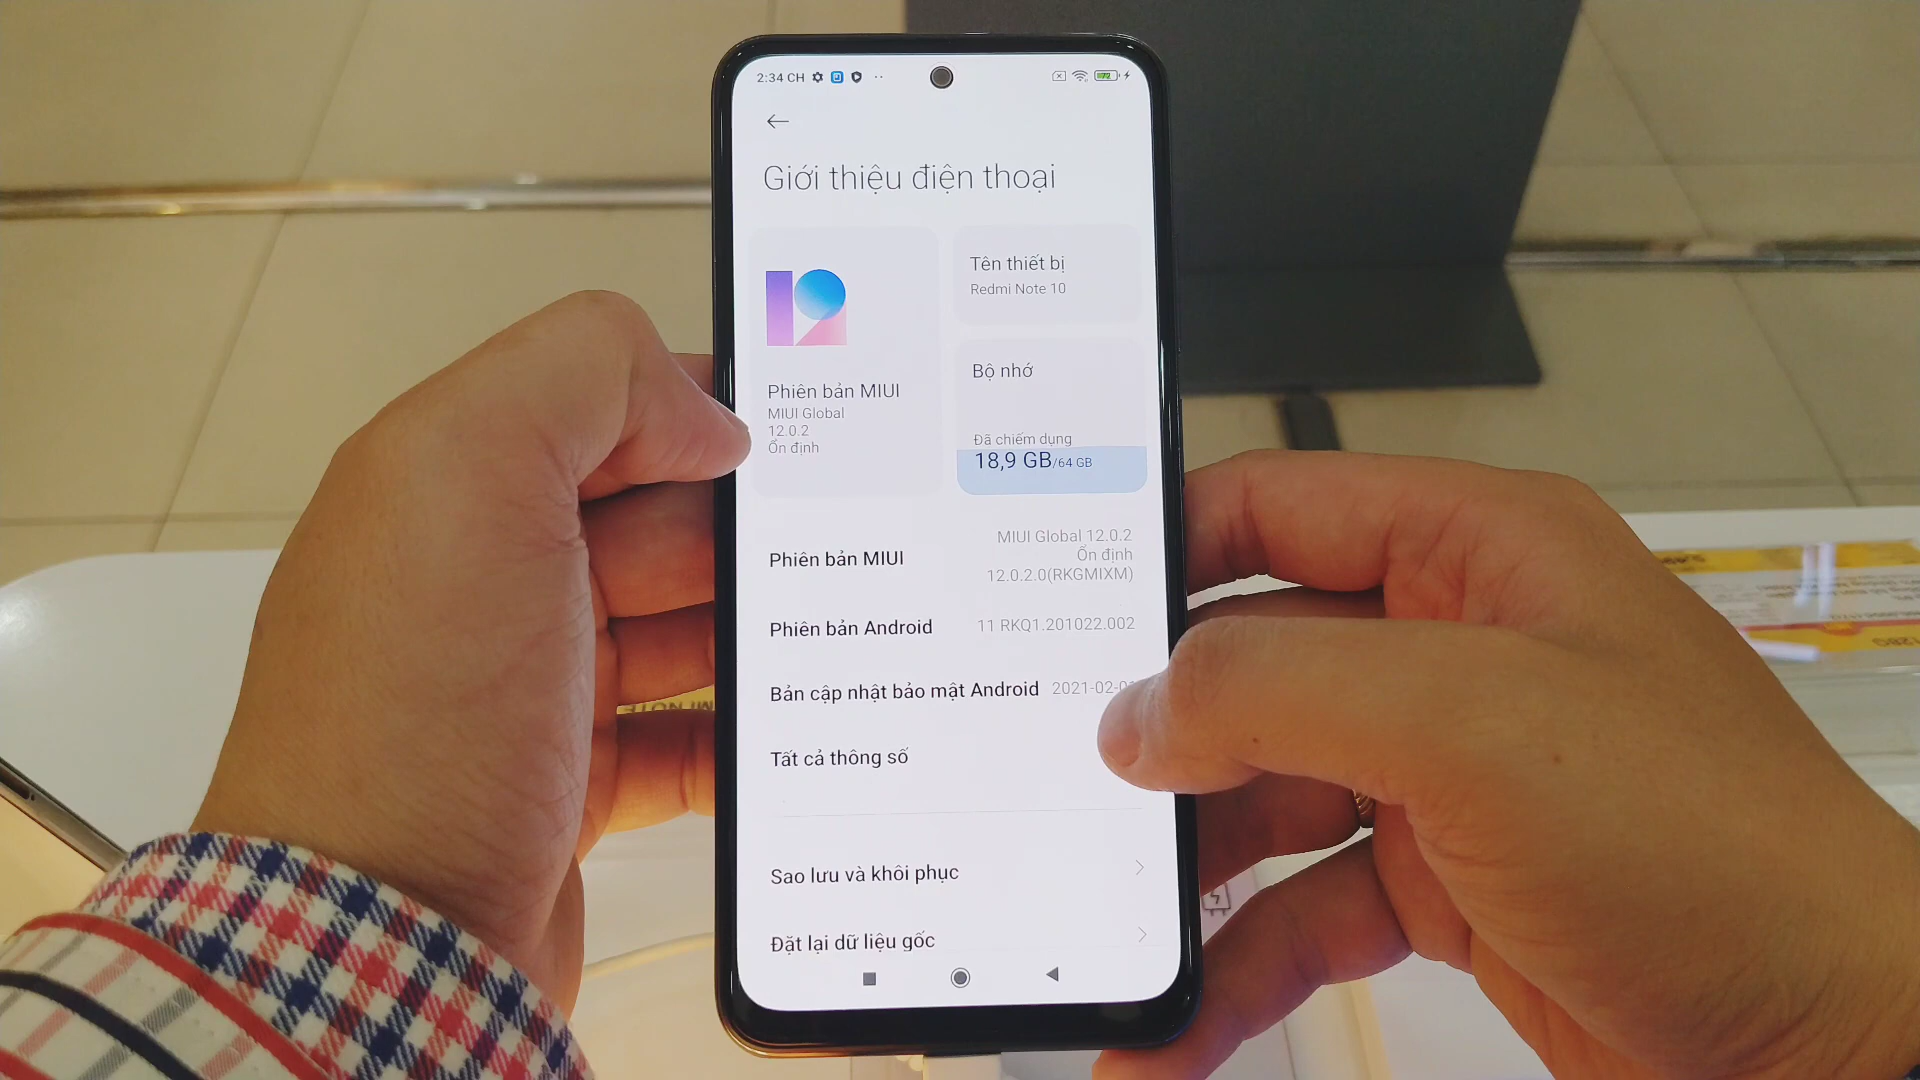 2:34 CH
72
Giới thiệu điện thoại
Phiên bản MIUI
MIUI Global
12.0.2
Ổn định
Tên thiết bị
Redmi Note 10
Bộ nhớ
Đã chiếm dụng
18,9 GB/64 GB
Phiên bản MIUI
MIUI Global 12.0.2
Ổn định
12.0.2.0(RKGMIXM)
Phiên bản Android
11 RKQ1.201022.002
Bản cập nhật bảo mật Android
2021-02-01
Tất cả thông số
Sao lưu và khôi phục
Đặt lại dữ liệu gốc
MI NOTE